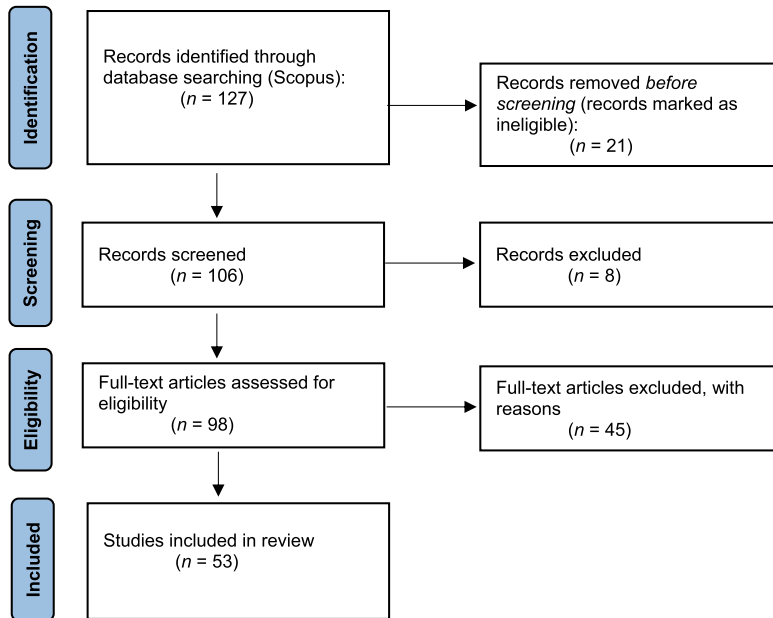 Identification
Records identified through
database searching (Scopus):
(n = 127)
Records removed before
screening (records marked as
ineligible):
(n = 21)
Screening
Records screened
(n = 106)
Records excluded
(n = 8)
Eligibility
Full-text articles assessed for
eligibility
(n = 98)
Full-text articles excluded, with
reasons
(n = 45)
Included
Studies included in review
(n = 53)